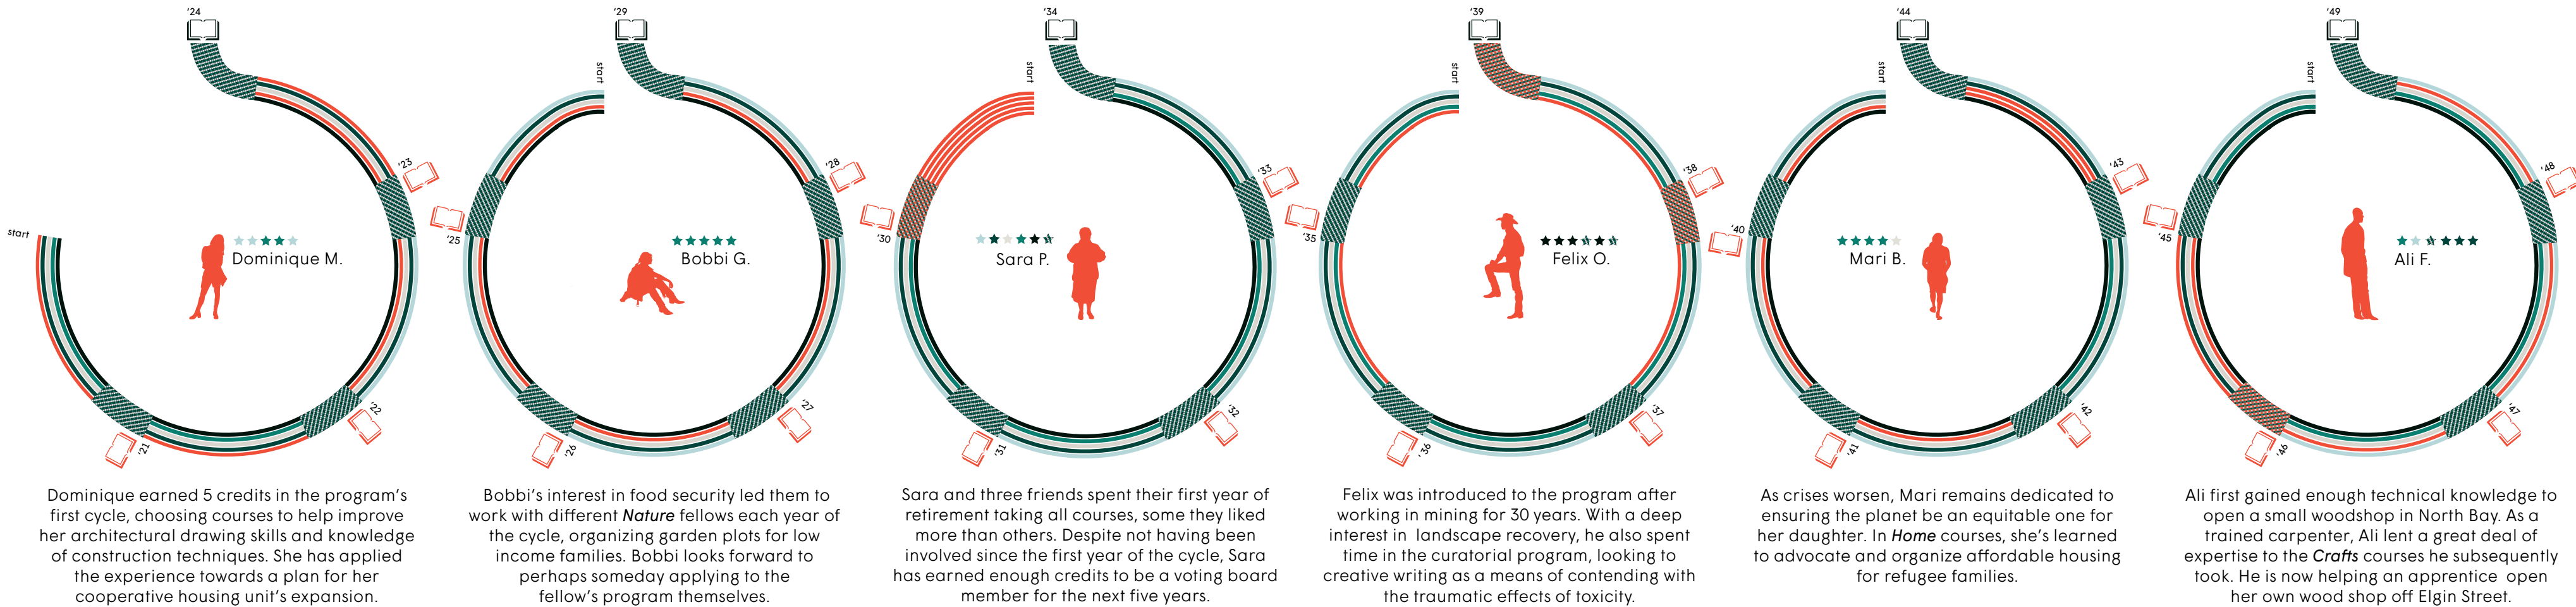 '24
'23
start
Dominique M.
'22
'21
Dominique earned 5 credits in the program's
first cycle, choosing courses to help improve
her architectural drawing skills and knowledge
of construction techniques. She has applied
the experience towards a plan for her
cooperative housing unit's expansion.
'29
start
'28
'25
Bobbi G.
'27
'26
Bobbi's interest in food security led them to
work with different Nature fellows each year of
the cycle, organizing garden plots for low
income families. Bobbi looks forward to
perhaps someday applying to the
fellow's program themselves.
'34
start
'33
'30
Sara P.
'32
'31
Sara and three friends spent their first year of
retirement taking all courses, some they liked
more than others. Despite not having been
involved since the first year of the cycle, Sara
has earned enough credits to be a voting board
member for the next five years.
'39
start
'38
'35
Felix O.
'37
'36
Felix was introduced to the program after
working in mining for 30 years. With a deep
interest in landscape recovery, he also spent
time in the curatorial program, looking to
creative writing as a means of contending with
the traumatic effects of toxicity.
'44
start
'43
'40
Mari B.
'42
'41
As crises worsen, Mari remains dedicated to
ensuring the planet be an equitable one for
her daughter. In Home courses, she's learned
to advocate and organize affordable housing
for refugee families.
'49
start
'48
'45
Ali F.
'47
'46
Ali first gained enough technical knowledge to
open a small woodshop in North Bay. As a
trained carpenter, Ali lent a great deal of
expertise to the Crafts courses he subsequently
took. He is now helping an apprentice open
her own wood shop off Elgin Street.